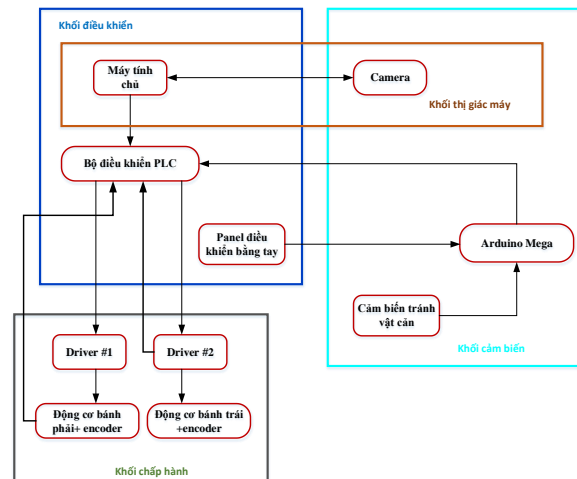 Khối điều khiển
Máy tính
chủ
Camera
Khối thị giác máy
Bộ điều khiển PLC
Panel điều
khiển bằng tay
Arduino Mega
Cảm biến tránh
vật cản
Khối cảm biến
Driver #1
Driver #2
Động cơ bánh
phải+ encoder
Động cơ bánh trái
+encoder
Khối chấp hành